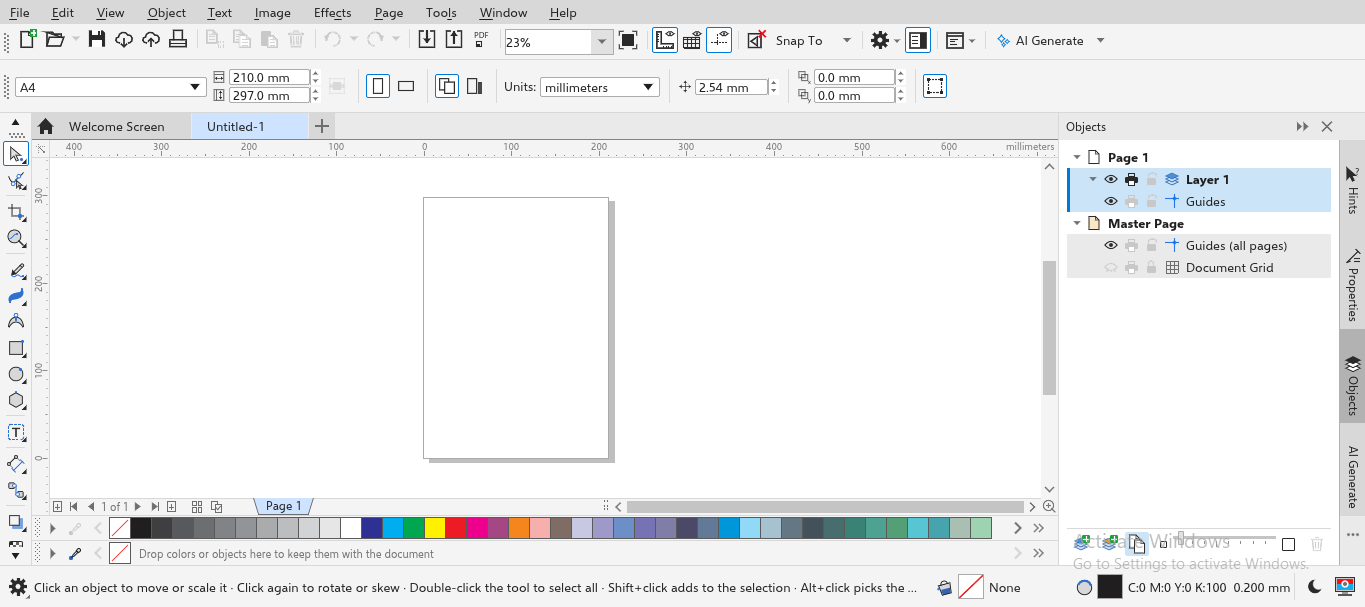 File Edit View Object Text Image Effects Page Tools Window Help
PDF 23% Snap To AI Generate
A4 210.0 mm 297.0 mm Units: millimeters 2.54 mm 0.0 mm 0.0 mm
Welcome Screen Untitled-1
400 300 200 100 0 100 200 300 400 500 600 millimeters
300
200
100
0
1 of 1 Page 1
Drop colors or objects here to keep them with the document
Click an object to move or scale it · Click again to rotate or skew · Double-click the tool to select all · Shift+click adds to the selection · Alt+click picks the ... None C:0 M:0 Y:0 K:100 0.200 mm
Objects
Page 1
Layer 1
Guides
Master Page
Guides (all pages)
Document Grid
Hints
Properties
Objects
AI Generate
Activate Windows
Go to Settings to activate Windows.